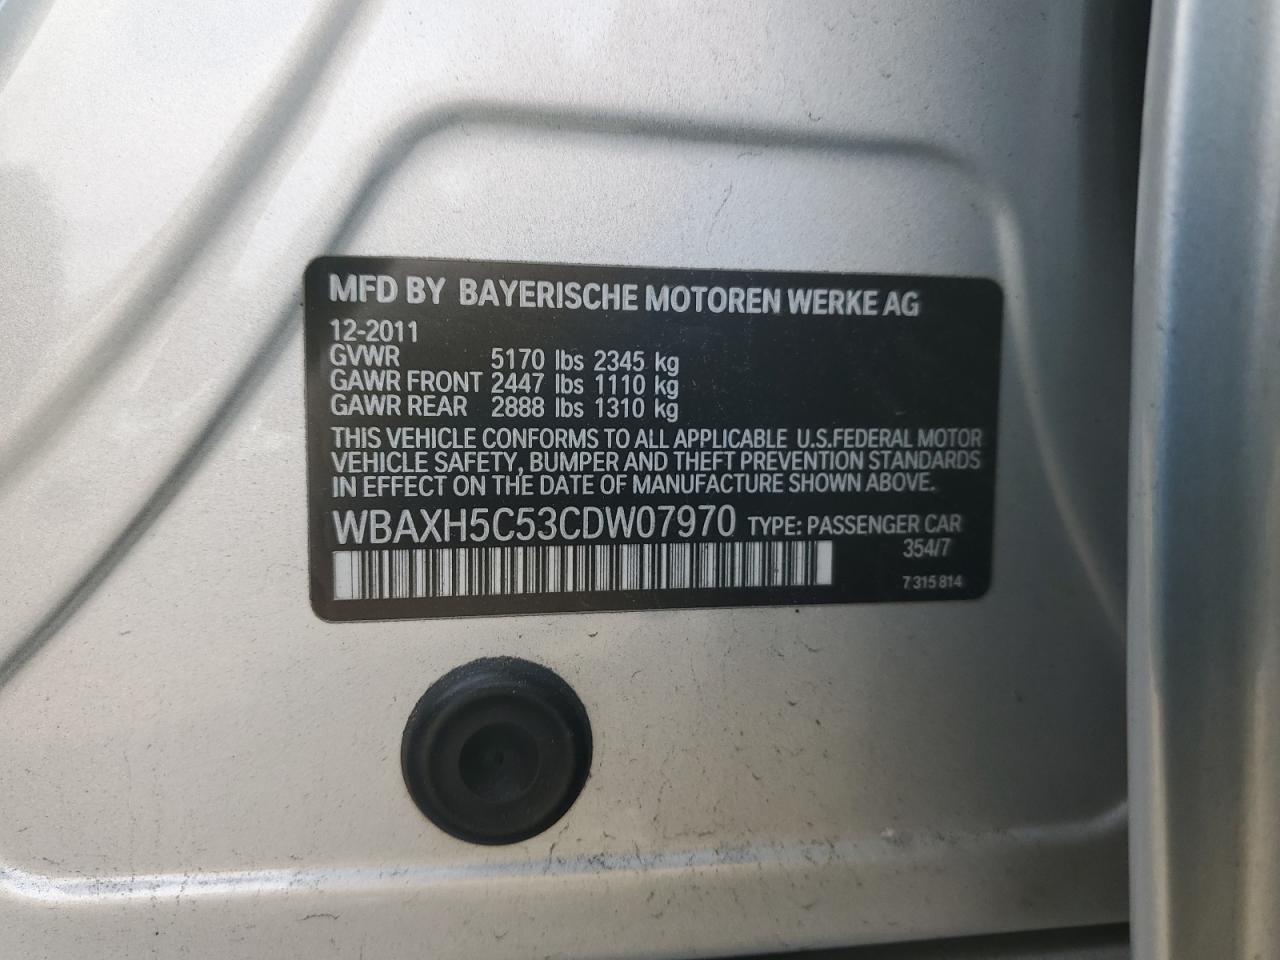 MFD BY BAYERISCHE MOTOREN WERKE AG
12-2011
GVWR 5170 lbs 2345 kg
GAWR FRONT 2447 lbs 1110 kg
GAWR REAR 2888 lbs 1310 kg
THIS VEHICLE CONFORMS TO ALL APPLICABLE U.S.FEDERAL MOTOR
VEHICLE SAFETY, BUMPER AND THEFT PREVENTION STANDARDS
IN EFFECT ON THE DATE OF MANUFACTURE SHOWN ABOVE.
WBAXH5C53CDW07970 TYPE: PASSENGER CAR
354/7
7 315 814